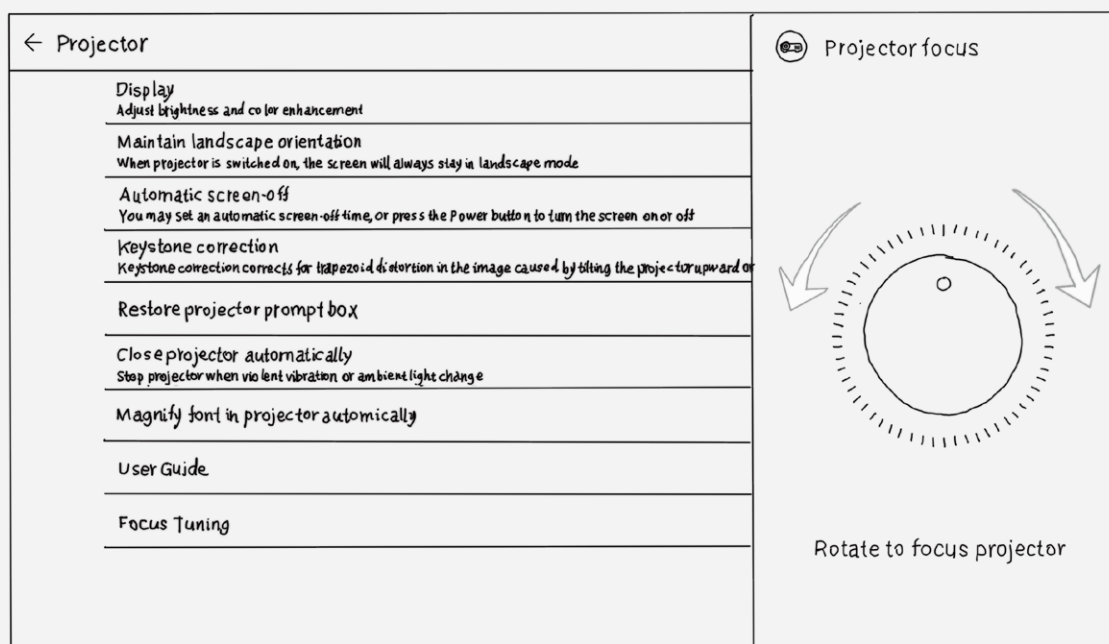 Projector
Display
Adjust brightness and color enhancement
Maintain landscape orientation
When projector is switched on, the screen will always stay in landscape mode
Automatic screen-off
You may set an automatic screen-off time, or press the Power button to turn the screen on or off
Keystone correction
Keystone correction corrects for trapezoid distortion in the image caused by tilting the projector upward or
Restore projector prompt box
Close projector automatically
Stop projector when violent vibration or ambient light change
Magnify font in projector automically
User Guide
Focus Tuning
Projector focus
Rotate to focus projector